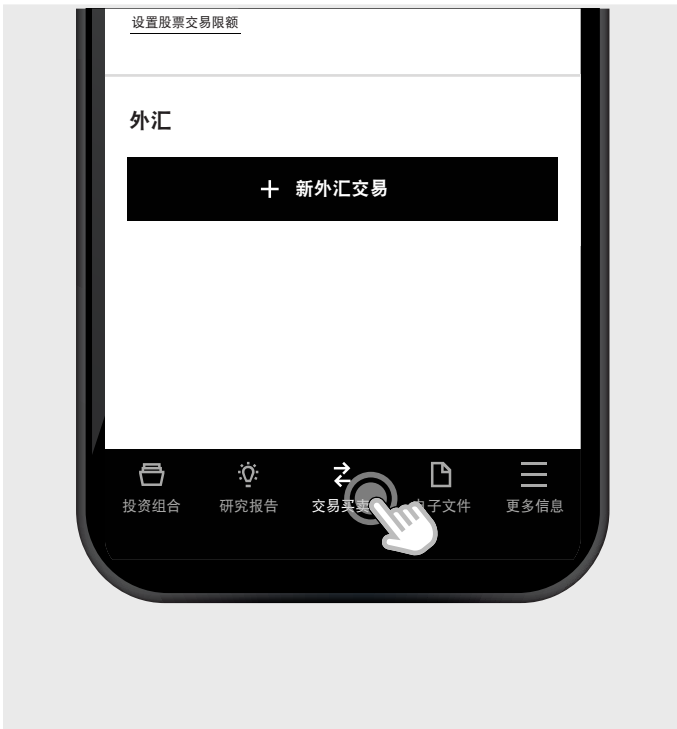 设置股票交易限额
外汇
新外汇交易
投资组合
研究报告
交易买卖
电子文件
更多信息